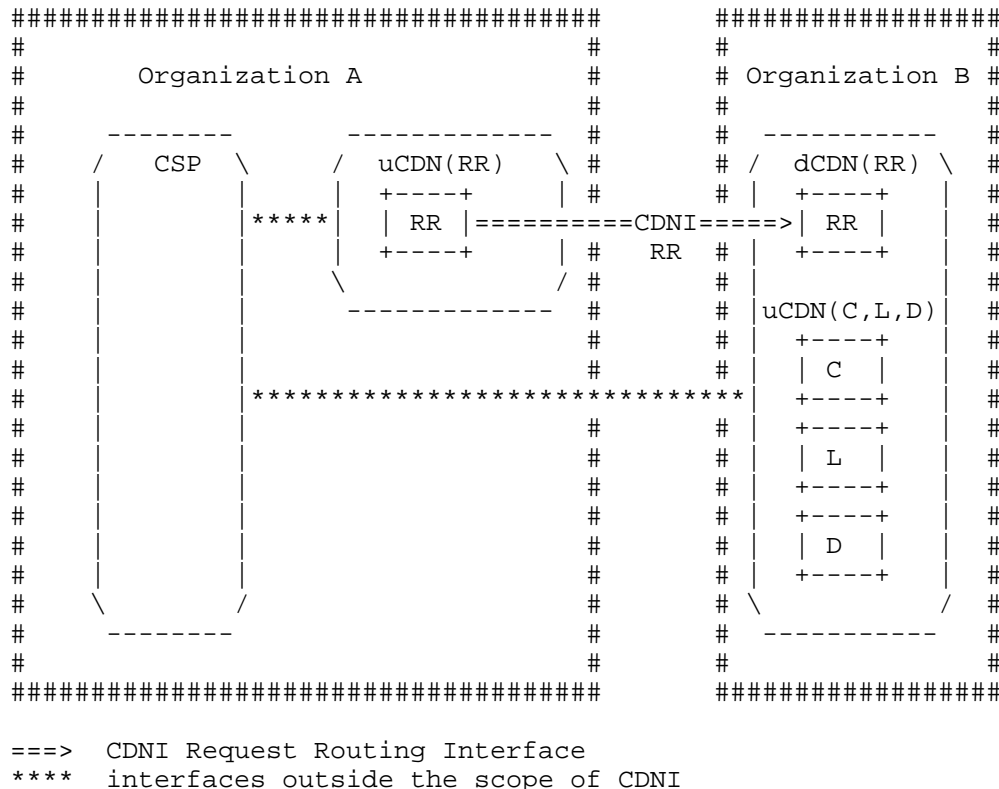 #####################################       ##################
#                                   #       #                #
#       Organization A              #       # Organization B #
#                                   #       #                #
#     --------       -------------  #       # -----------    #
#    /   CSP  \     /  uCDN(RR)   \ #       # /  dCDN(RR) \  #
#    |        |     |  +----+     | #       # |  +----+   |  #
#    |        |*****|  | RR |==========CDNI=====>| RR |   |  #
#    |        |     |  +----+     | #   RR  # |  +----+   |  #
#    |        |     \             / #       # |           |  #
#    |        |      -------------  #       # |uCDN(C,L,D)|  #
#    |        |                     #       # |  +----+   |  #
#    |        |                     #       # |  | C  |   |  #
#    |        |*******************************|  +----+   |  #
#    |        |                     #       # |  +----+   |  #
#    |        |                     #       # |  | L  |   |  #
#    |        |                     #       # |  +----+   |  #
#    |        |                     #       # |  +----+   |  #
#    |        |                     #       # |  | D  |   |  #
#    |        |                     #       # |  +----+   |  #
#    \        /                     #       # \           /  #
#     --------                      #       # -----------    #
#                                   #       #                #
#####################################       ##################
===>  CDNI Request Routing Interface
****  interfaces outside the scope of CDNI